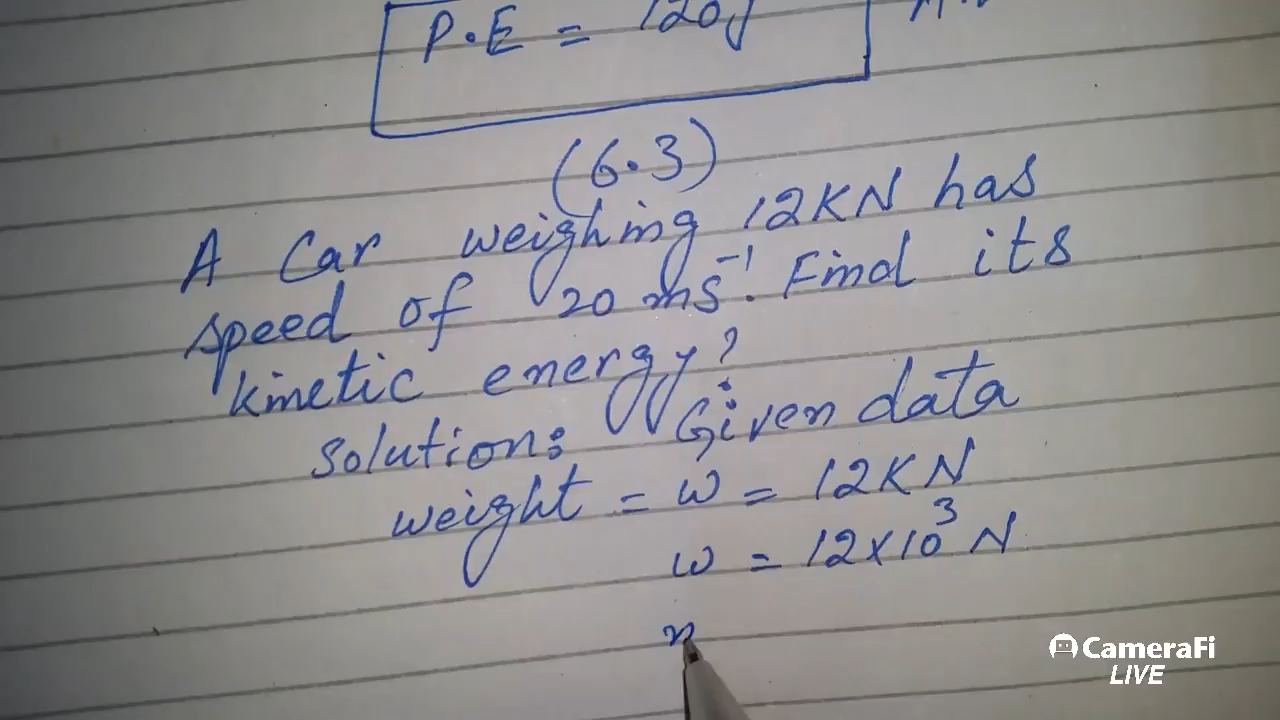 P.E = 120J
(6.3)
A Car weighing 12KN has
speed of 20 ms⁻¹. Find its
kinetic energy?
Solution: Given data
weight = w = 12KN
w = 12×10³ N
CameraFi
LIVE